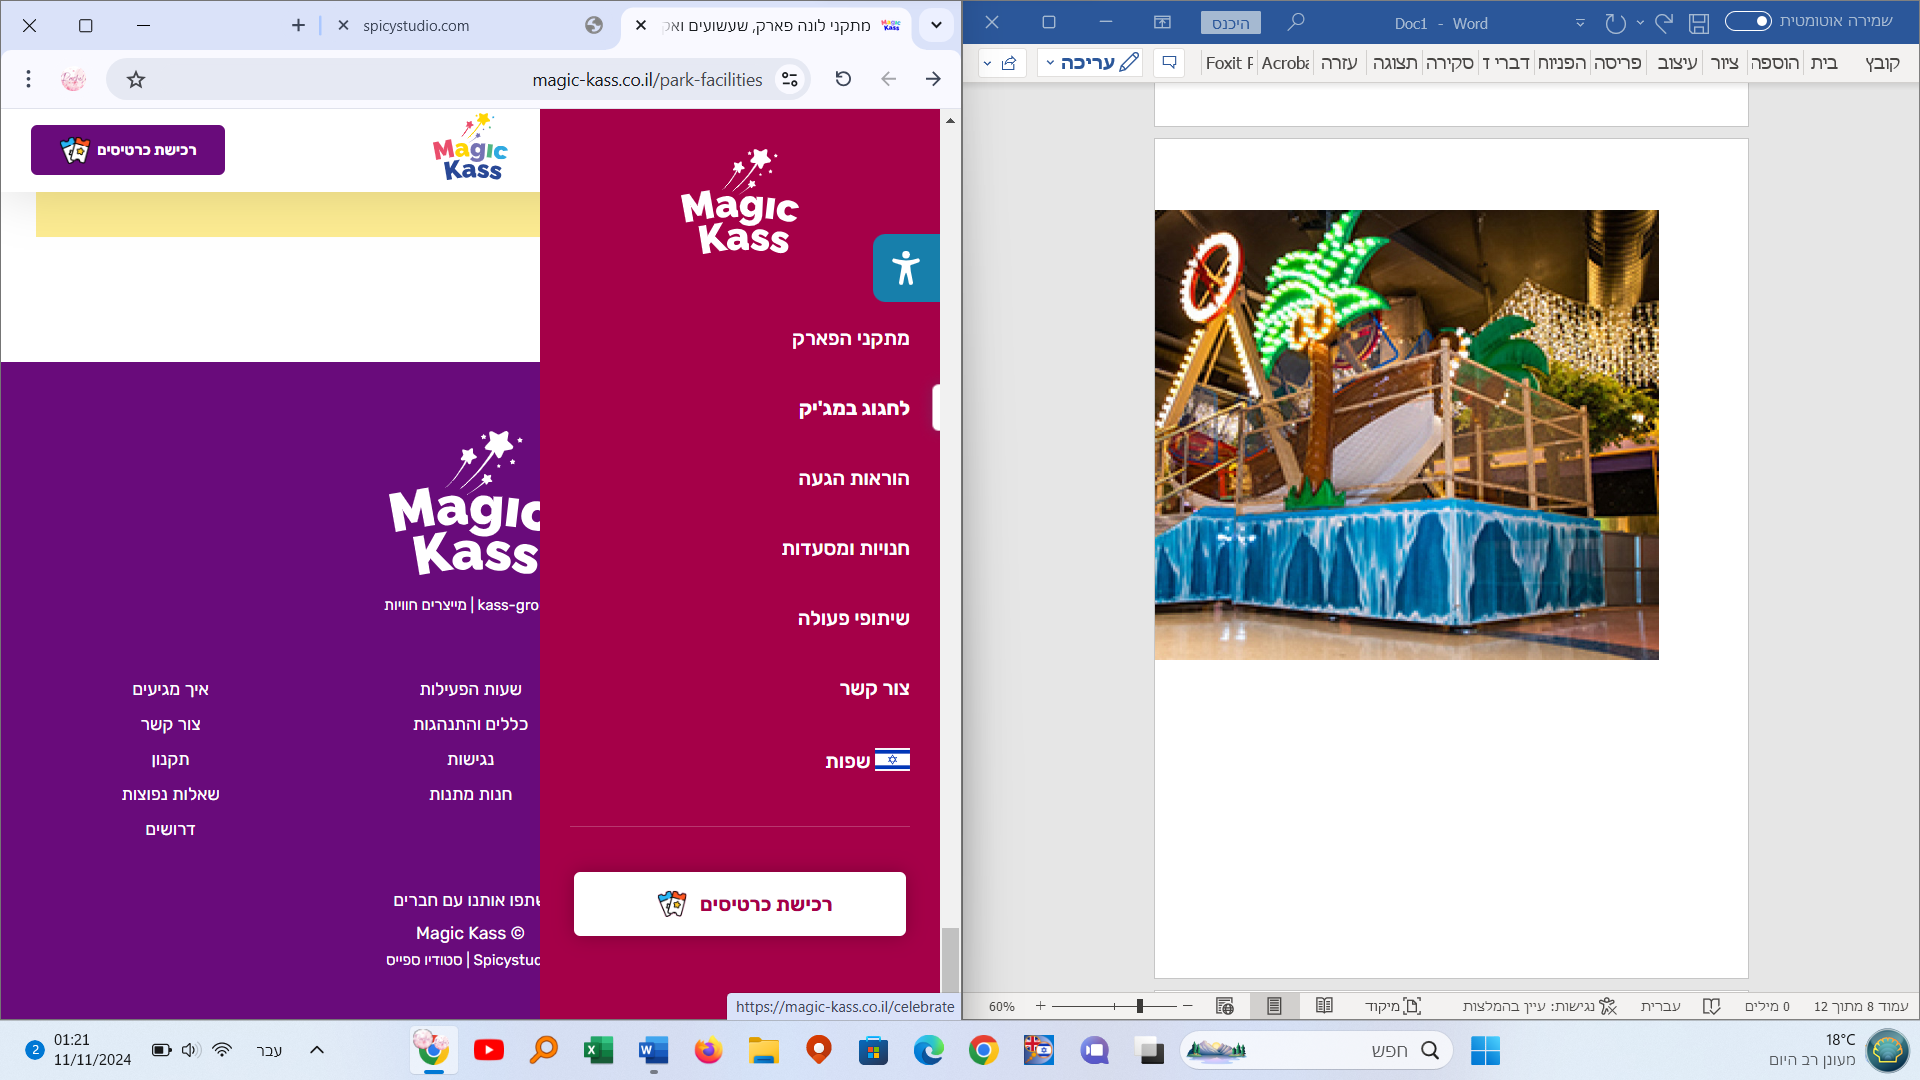 מתקני לונה פארק, שעשועים ואק
spicystudio.com
magic-kass.co.il/park-facilities
רכישת כרטיסים
Magic
Kass
Magic
Kass
מתקני הפארק
לחגוג במג'יק
הוראות הגעה
חנויות ומסעדות
שיתופי פעולה
צור קשר
שפות
רכישת כרטיסים
Magic
Kass
מייצרים חוויות | kass-gro
שעות הפעילות
כללים והתנהגות
נגישות
חנות מתנות
איך מגיעים
צור קשר
תקנון
שאלות נפוצות
דרושים
שתפו אותנו עם חברים
Magic Kass ©
סטודיו ספייס | Spicystud
https://magic-kass.co.il/celebrate
שמירה אוטומטית
Doc1 - Word
היכנס
קובץ
בית
הוספה
ציור
עיצוב
פריסה
הפניות
דברי ד
סקירה
תצוגה
עזרה
Acroba
Foxit P
עריכה
עמוד 8 מתוך 12
0 מילים
עברית
נגישות: עיין בהמלצות
מיקוד
60%
18°C
מעונן רב היום
חפש
עבר
01:21
11/11/2024
2